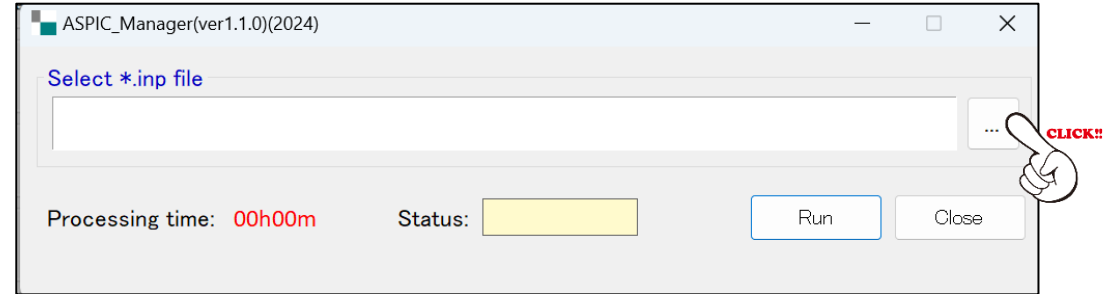 ASPIC_Manager(ver1.1.0)(2024)
Select *.inp file
...
CLICK!!
Processing time: 00h00m Status: Run Close